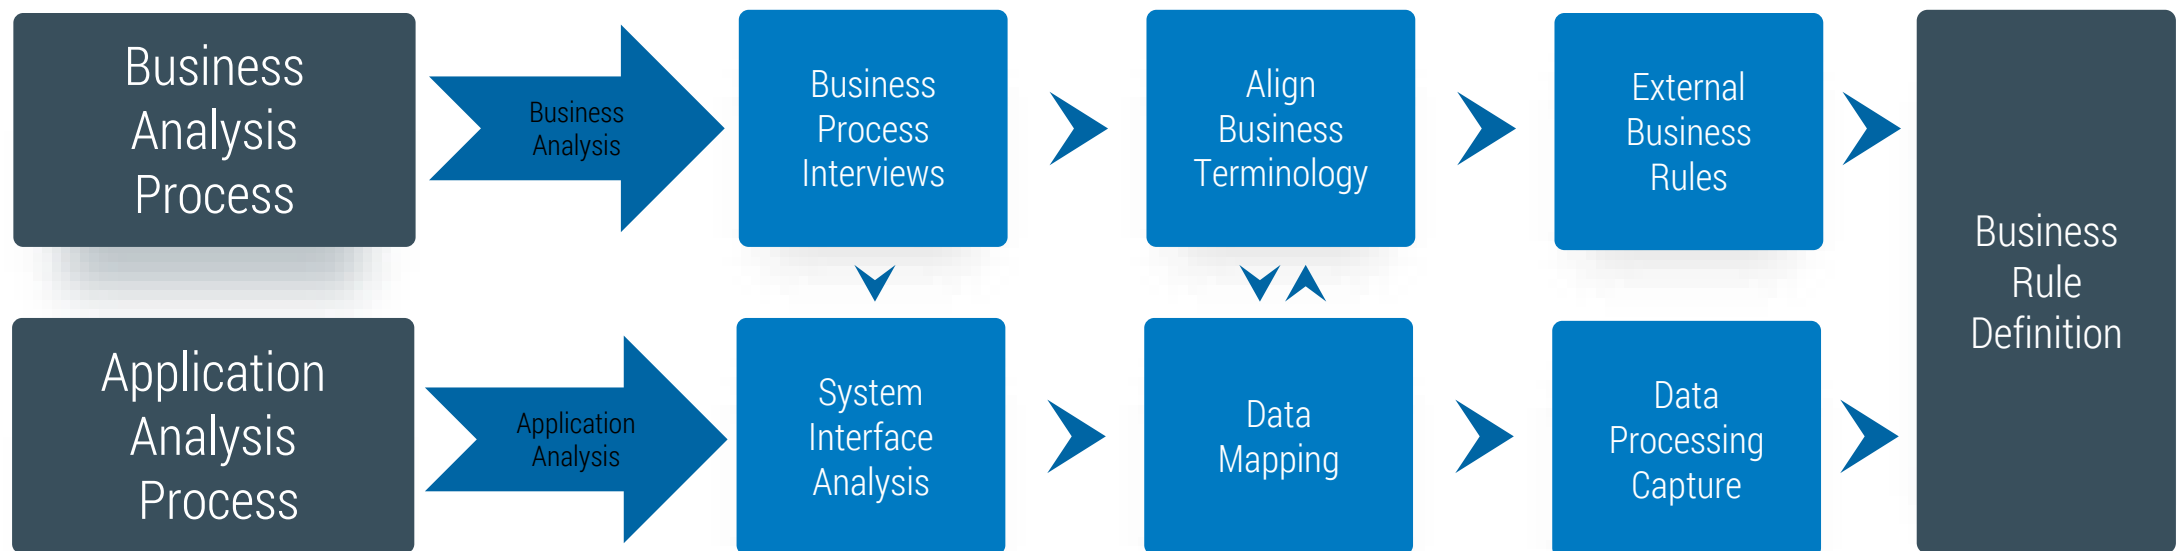 Business
Analysis
Process
Business
Analysis
Business
Process
Interviews
Align
Business
Terminology
External
Business
Rules
Business
Rule
Definition
Application
Analysis
Process
Application
Analysis
System
Interface
Analysis
Data
Mapping
Data
Processing
Capture